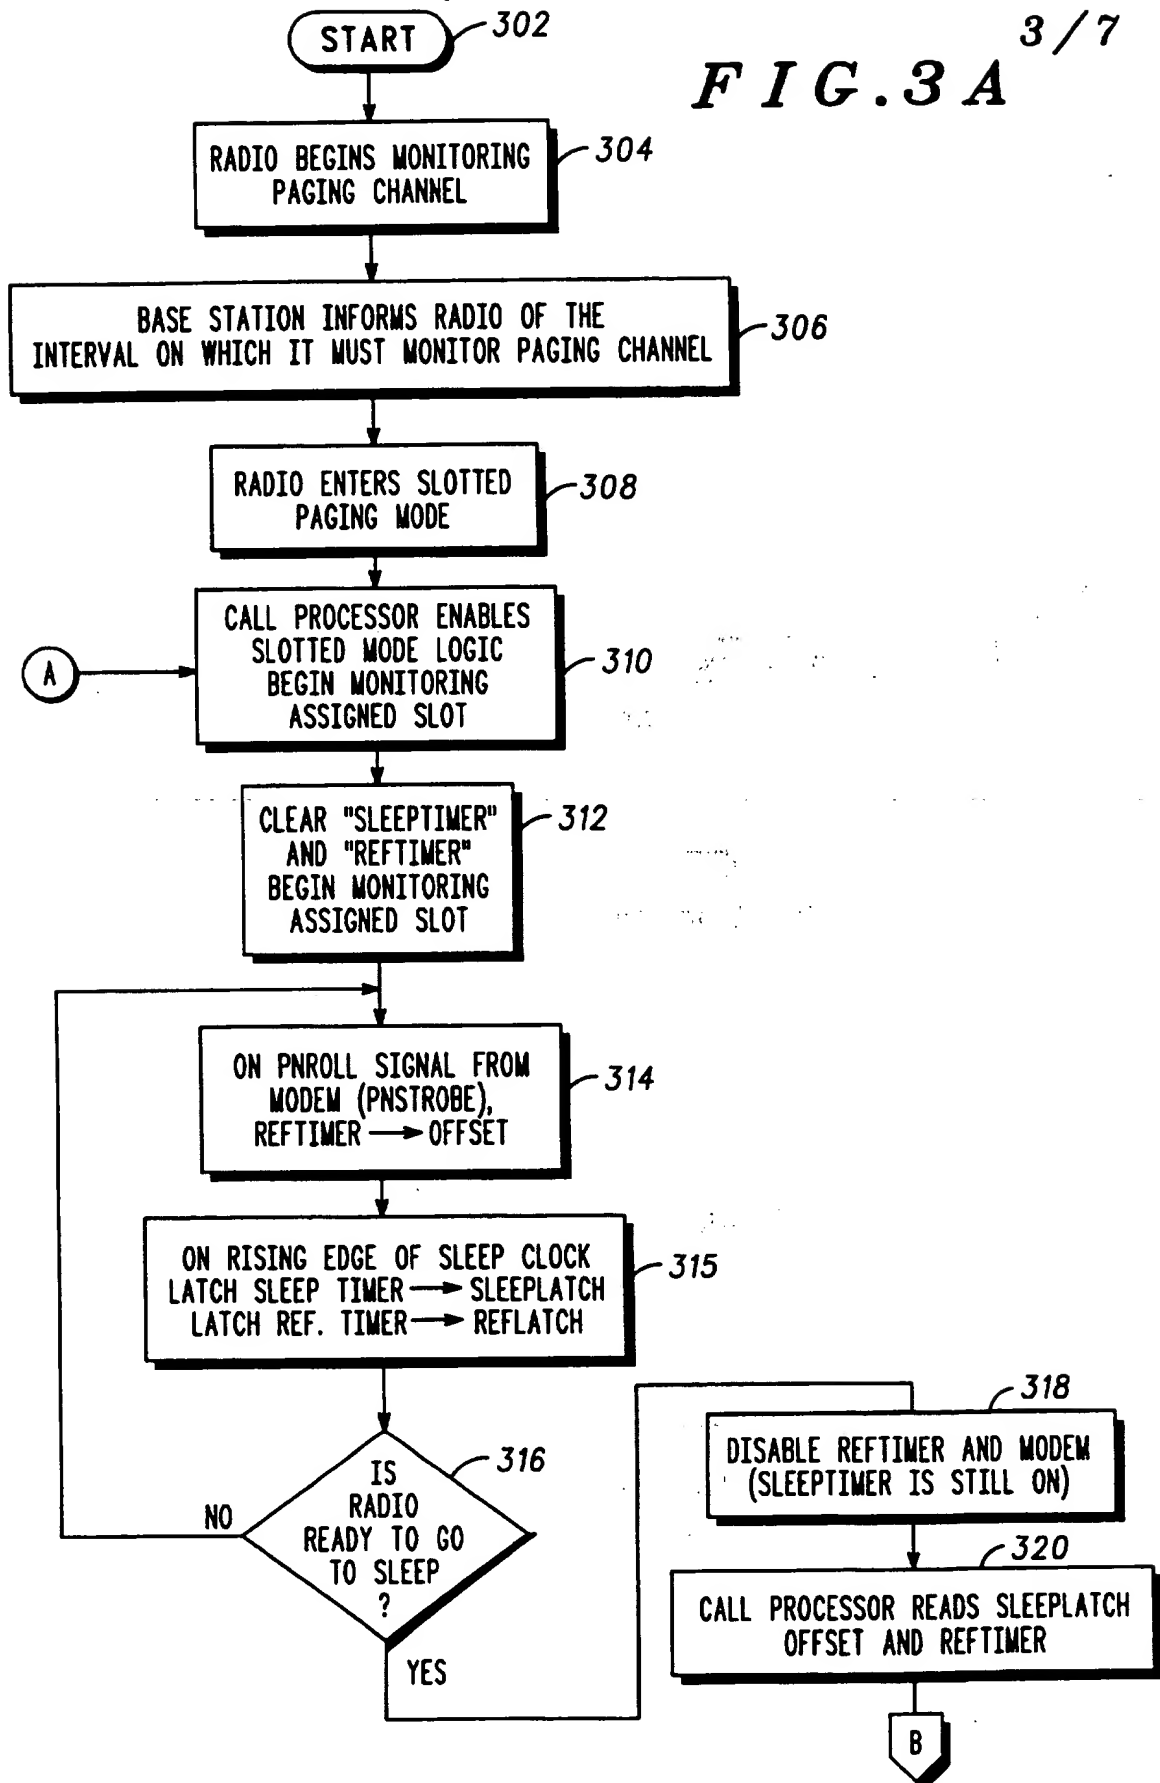 3/7
FIG.3A
START
302
RADIO BEGINS MONITORING
PAGING CHANNEL
304
BASE STATION INFORMS RADIO OF THE
INTERVAL ON WHICH IT MUST MONITOR PAGING CHANNEL
306
RADIO ENTERS SLOTTED
PAGING MODE
308
CALL PROCESSOR ENABLES
SLOTTED MODE LOGIC
BEGIN MONITORING
ASSIGNED SLOT
310
A
CLEAR "SLEEPTIMER"
AND "REFTIMER"
BEGIN MONITORING
ASSIGNED SLOT
312
ON PNROLL SIGNAL FROM
MODEM (PNSTROBE),
REFTIMER → OFFSET
314
ON RISING EDGE OF SLEEP CLOCK
LATCH SLEEP TIMER → SLEEPLATCH
LATCH REF. TIMER → REFLATCH
315
IS
RADIO
READY TO GO
TO SLEEP
?
316
NO
YES
318
DISABLE REFTIMER AND MODEM
(SLEEPTIMER IS STILL ON)
320
CALL PROCESSOR READS SLEEPLATCH
OFFSET AND REFTIMER
B